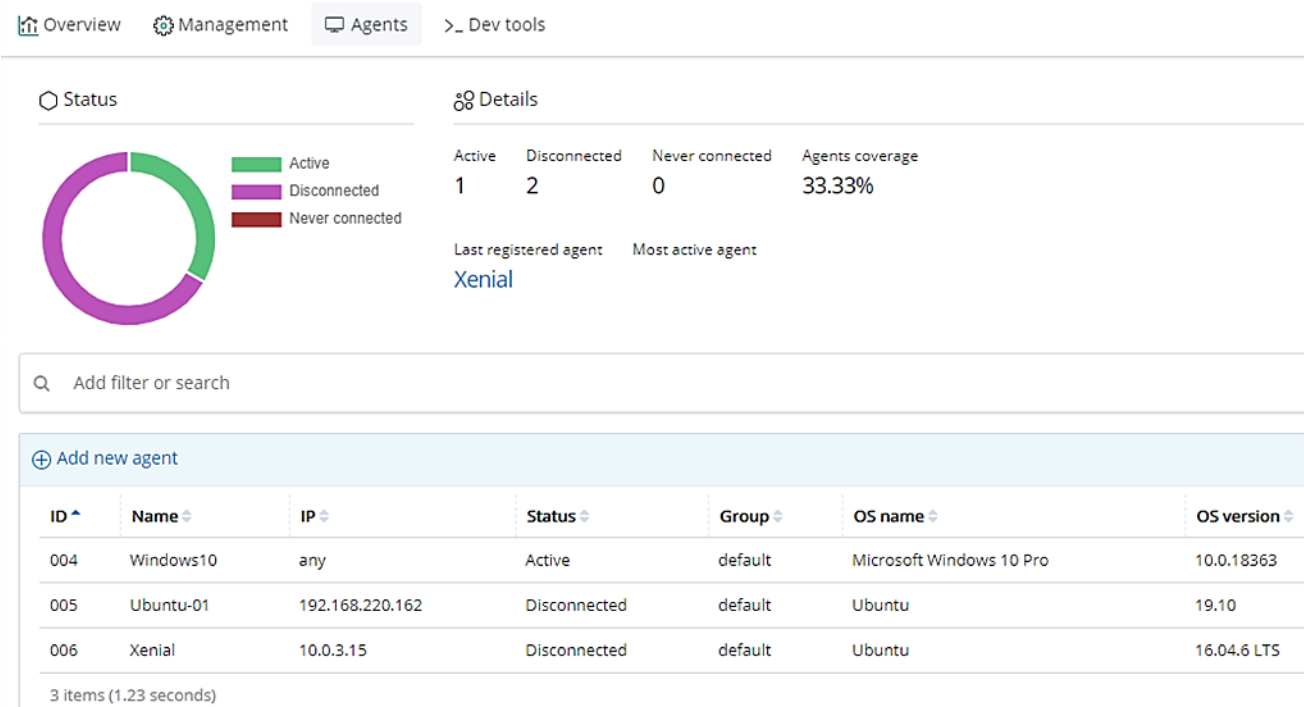 Overview Management Agents >_ Dev tools
Status
Active
Disconnected
Never connected
Details
Active Disconnected Never connected Agents coverage
1 2 0 33.33%
Last registered agent Most active agent
Xenial
Add filter or search
Add new agent
ID Name IP Status Group OS name OS version
004 Windows10 any Active default Microsoft Windows 10 Pro 10.0.18363
005 Ubuntu-01 192.168.220.162 Disconnected default Ubuntu 19.10
006 Xenial 10.0.3.15 Disconnected default Ubuntu 16.04.6 LTS
3 items (1.23 seconds)